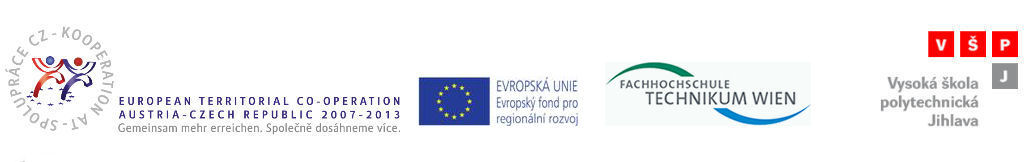 SPOLUPRÁCE CZ - KOOPERATION AT -
EUROPEAN TERRITORIAL CO-OPERATION
AUSTRIA-CZECH REPUBLIC 2007-2013
Gemeinsam mehr erreichen. Společně dosáhneme více.
EVROPSKÁ UNIE
Evropský fond pro
regionální rozvoj
FACHHOCHSCHULE
TECHNIKUM WIEN
V Š P
J
Vysoká škola
polytechnická
Jihlava